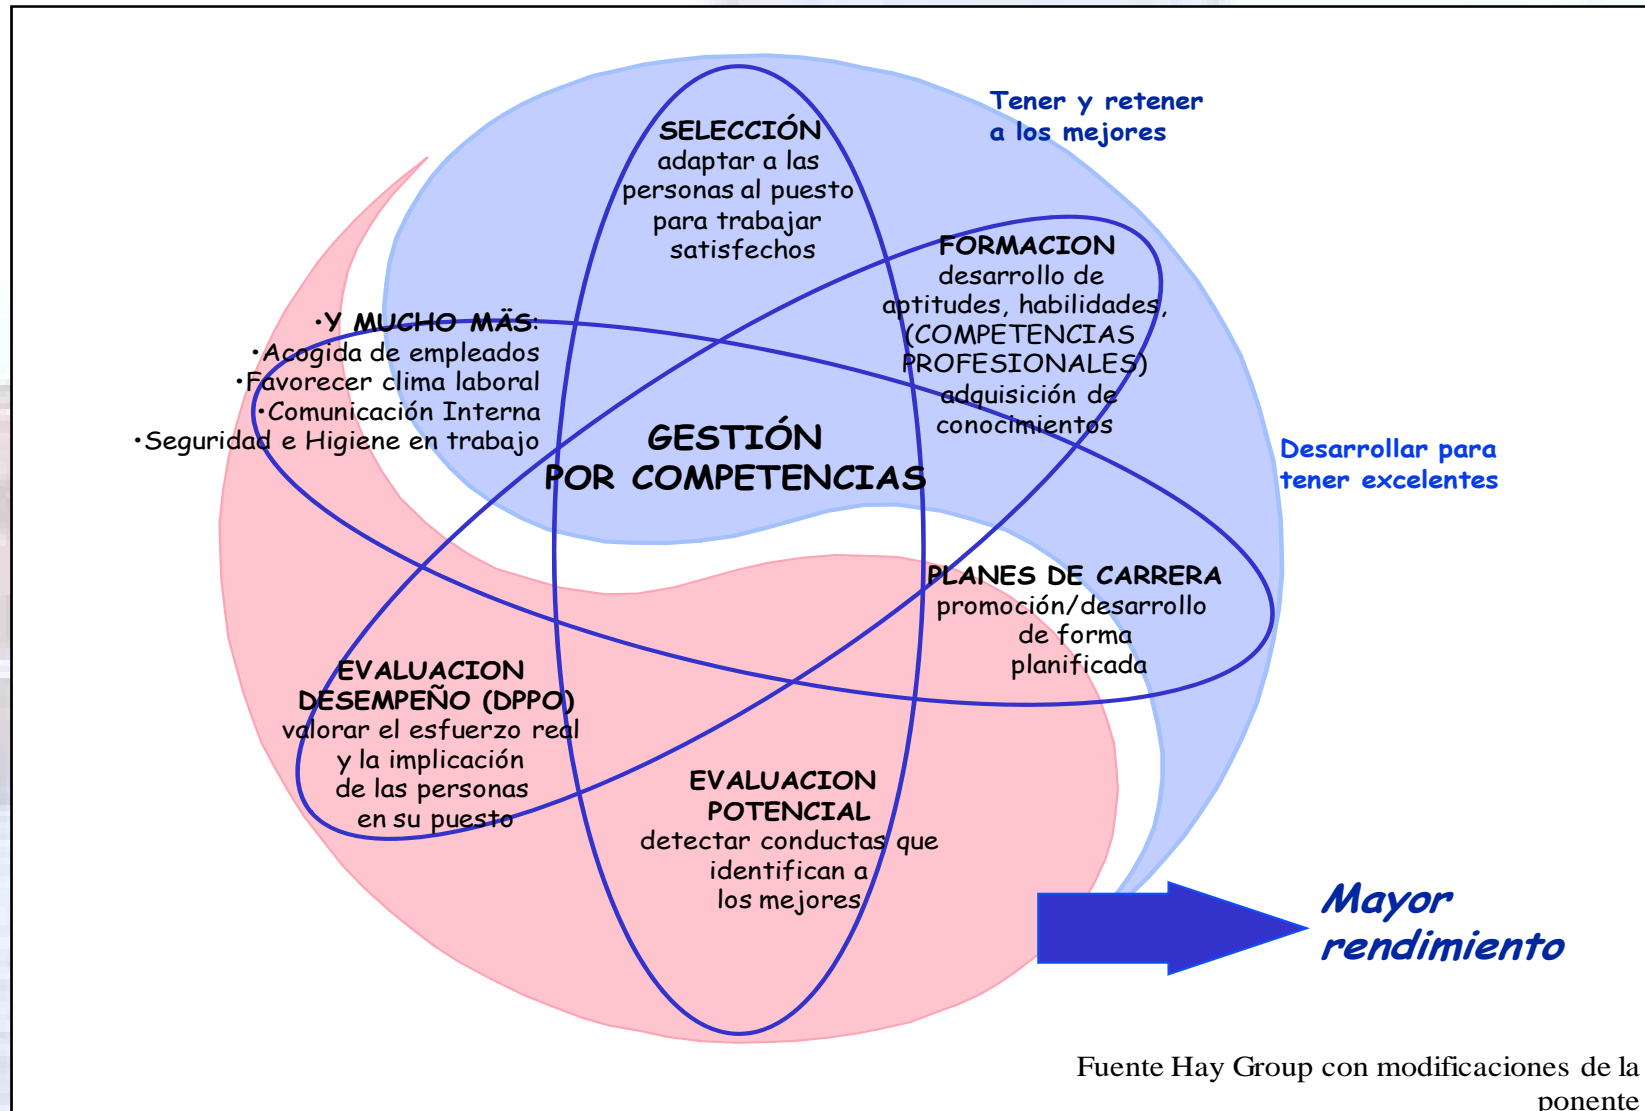 Tener y retener
a los mejores
SELECCIÓN
adaptar a las
personas al puesto
para trabajar
satisfechos
FORMACION
desarrollo de
aptitudes, habilidades,
(COMPETENCIAS
PROFESIONALES)
adquisición de
conocimientos
•Y MUCHO MÄS:
•Acogida de empleados
•Favorecer clima laboral
•Comunicación Interna
•Seguridad e Higiene en trabajo
GESTIÓN
POR COMPETENCIAS
Desarrollar para
tener excelentes
PLANES DE CARRERA
promoción/desarrollo
de forma
planificada
EVALUACION
DESEMPEÑO (DPPO)
valorar el esfuerzo real
y la implicación
de las personas
en su puesto
EVALUACION
POTENCIAL
detectar conductas que
identifican a
los mejores
Mayor
rendimiento
Fuente Hay Group con modificaciones de la
ponente